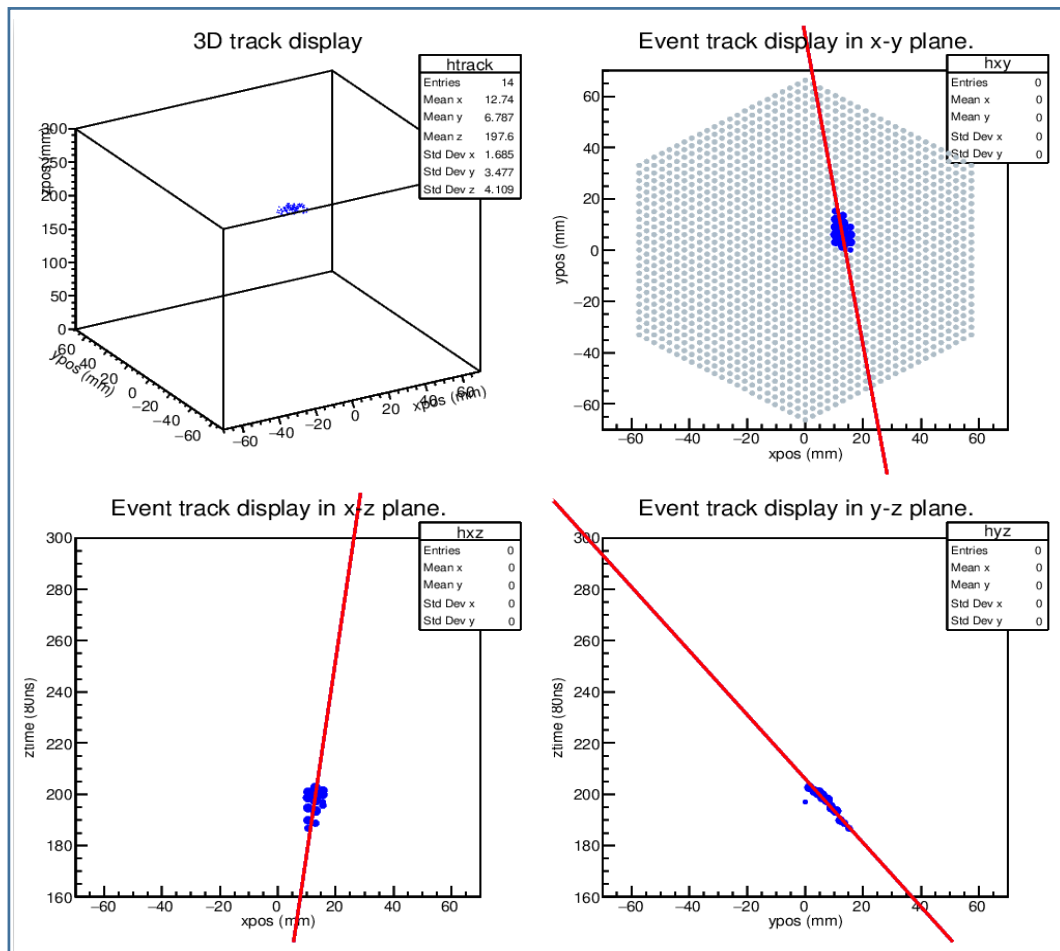 3D track display
htrack
Entries 14
Mean x 12.74
Mean y 6.787
Mean z 197.6
Std Dev x 1.685
Std Dev y 3.477
Std Dev z 4.109
zpos (mm)
300
250
200
150
100
50
0
60
40
20
0
−20
−40
−60
ypos (mm)
−60
−40
−20
0
20
40
60
xpos (mm)
Event track display in x-y plane.
hxy
Entries 0
Mean x 0
Mean y 0
Std Dev x 0
Std Dev y 0
ypos (mm)
60
40
20
0
−20
−40
−60
−60 −40 −20 0 20 40 60
xpos (mm)
Event track display in x-z plane.
hxz
Entries 0
Mean x 0
Mean y 0
Std Dev x 0
Std Dev y 0
ztime (80ns)
300
280
260
240
220
200
180
160
−60 −40 −20 0 20 40 60
xpos (mm)
Event track display in y-z plane.
hyz
Entries 0
Mean x 0
Mean y 0
Std Dev x 0
Std Dev y 0
ztime (80ns)
300
280
260
240
220
200
180
160
−60 −40 −20 0 20 40 60
ypos (mm)